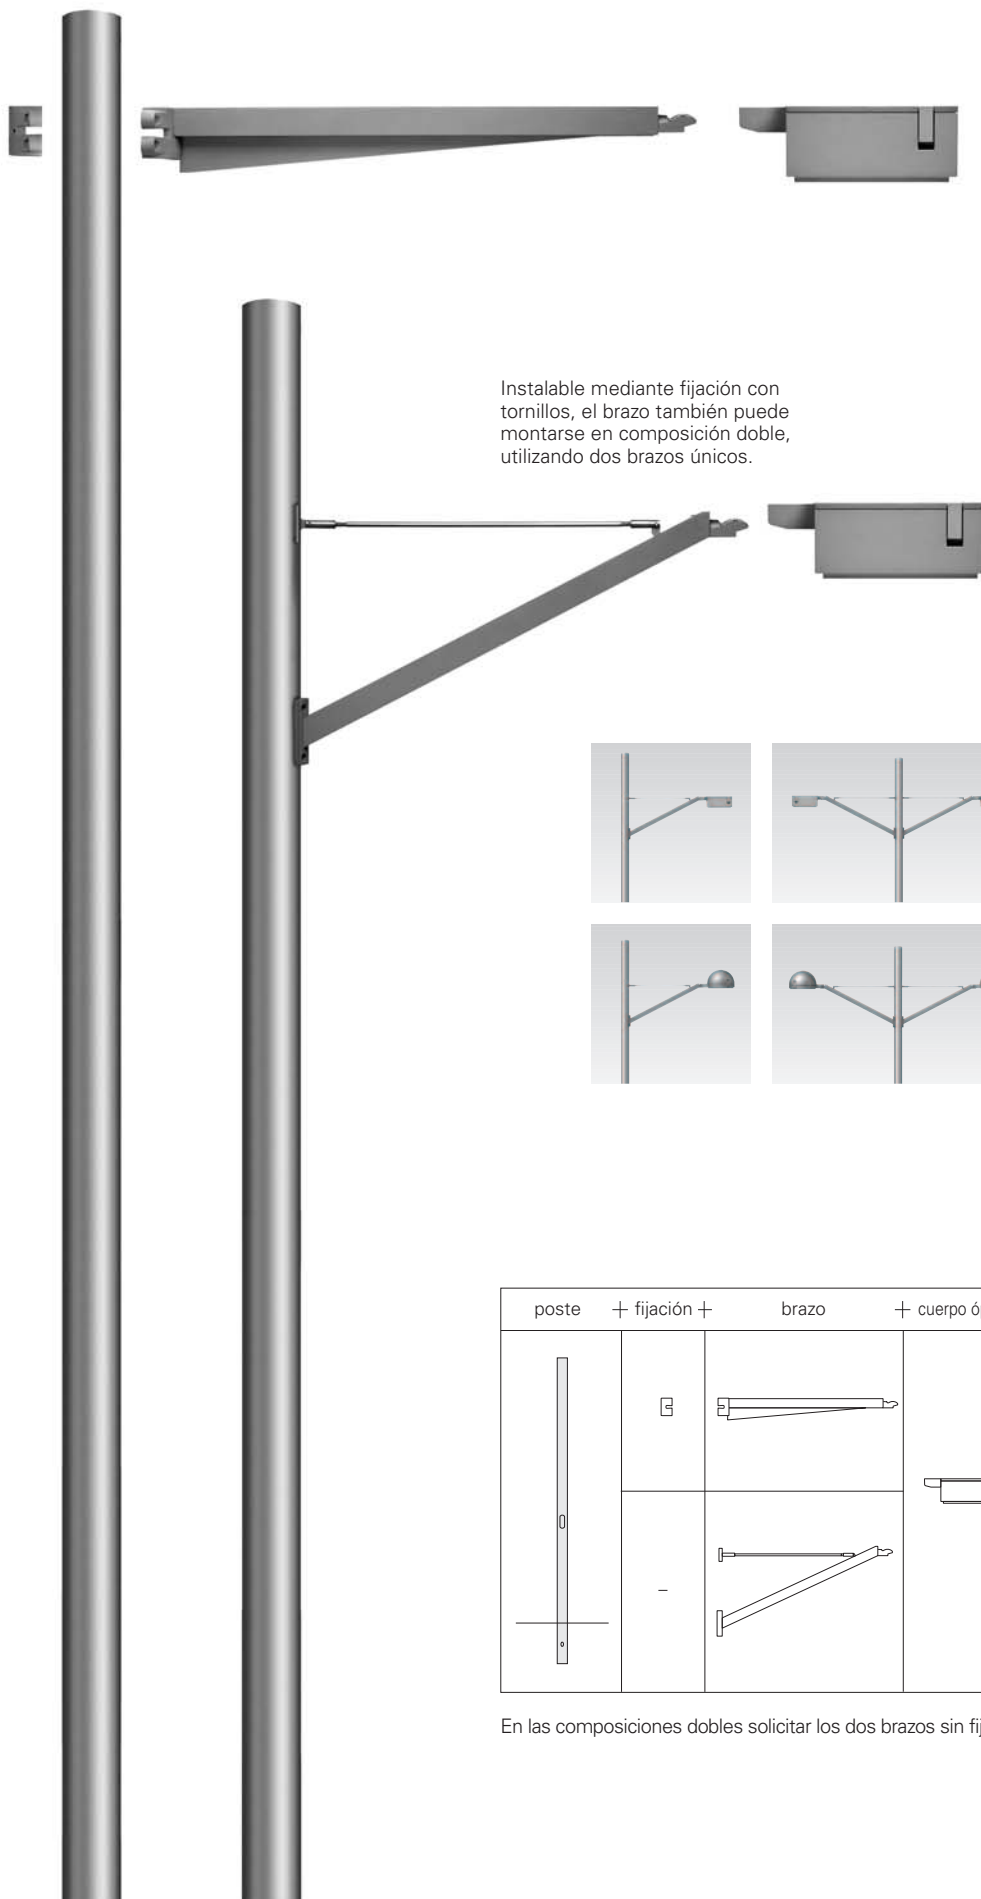 Instalable mediante fijación con
tornillos, el brazo también puede
montarse en composición doble,
utilizando dos brazos únicos.
poste + fijación + brazo + cuerpo
–
En las composiciones dobles solicitar los dos brazos sin